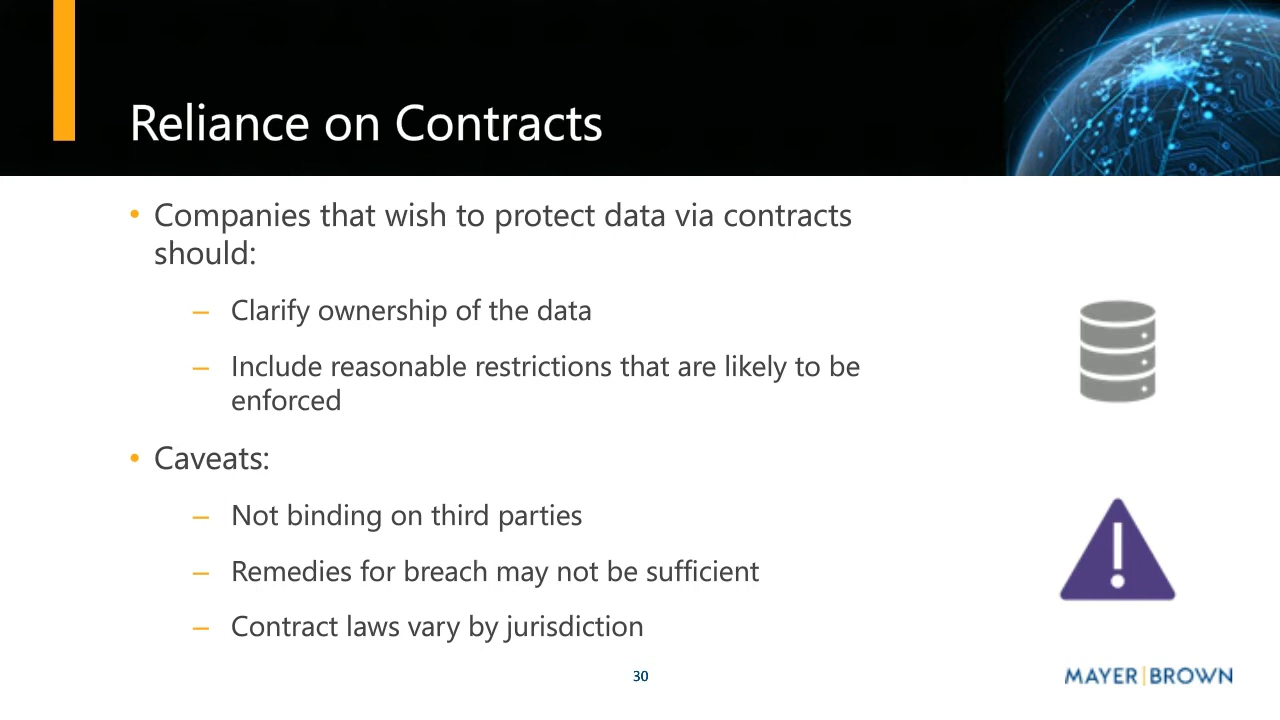 Reliance on Contracts
• Companies that wish to protect data via contracts
should:
– Clarify ownership of the data
– Include reasonable restrictions that are likely to be
enforced
• Caveats:
– Not binding on third parties
– Remedies for breach may not be sufficient
– Contract laws vary by jurisdiction
30
MAYER|BROWN